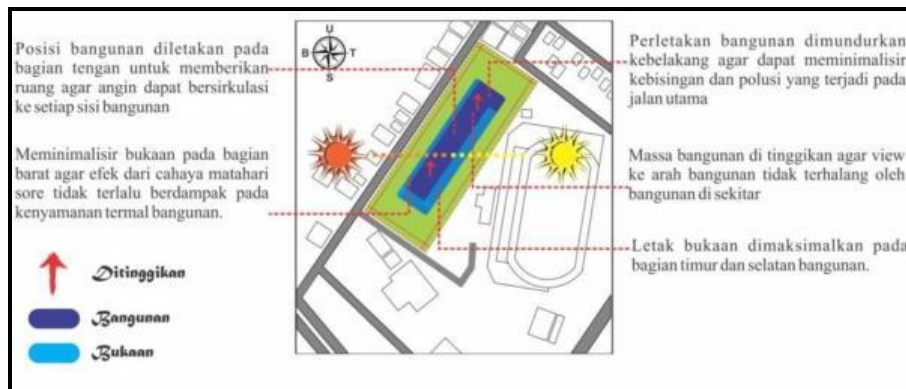 Posisi bangunan diletakan pada
bagian tengan untuk memberikan
ruang agar angin dapat bersirkulasi
ke setiap sisi bangunan
Meminimalisir bukaan pada bagian
barat agar efek dari cahaya matahari
sore tidak terlalu berdampak pada
kenyamanan termal bangunan.
Ditinggikan
Bangunan
Bukaan
U
B T
S
Perletakan bangunan dimundurkan
kebelakang agar dapat meminimalisir
kebisingan dan polusi yang terjadi pada
jalan utama
Massa bangunan di tinggikan agar view
ke arah bangunan tidak terhalang oleh
bangunan di sekitar
Letak bukaan dimaksimalkan pada
bagian timur dan selatan bangunan.